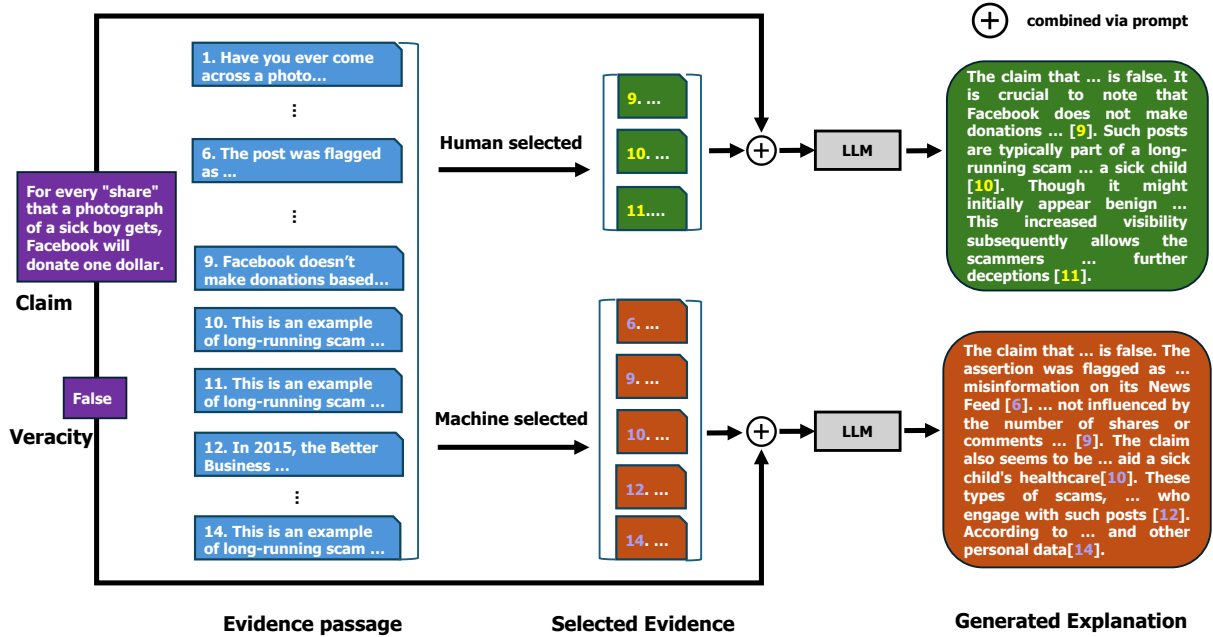 combined via prompt
For every "share"
that a photograph
of a sick boy gets,
Facebook will
donate one dollar.
Claim
False
Veracity
1. Have you ever come
across a photo...
⋮
6. The post was flagged
as ...
⋮
9. Facebook doesn't
make donations based...
10. This is an example
of long-running scam ...
11. This is an example
of long-running scam ...
12. In 2015, the Better
Business ...
⋮
14. This is an example
of long-running scam ...
Evidence passage
Human selected
Machine selected
9. ...
10. ...
11....
6. ...
9. ...
10. ...
12. ...
14. ...
Selected Evidence
LLM
LLM
The claim that ... is false. It
is crucial to note that
Facebook does not make
donations ... [9]. Such posts
are typically part of a long-
running scam ... a sick child
[10]. Though it might
initially appear benign ...
This increased visibility
subsequently allows the
scammers ... further
deceptions [11].
The claim that ... is false. The
assertion was flagged as ...
misinformation on its News
Feed [6]. ... not influenced by
the number of shares or
comments ... [9]. The claim
also seems to be ... aid a sick
child's healthcare[10]. These
types of scams, ... who
engage with such posts [12].
According to ... and other
personal data[14].
Generated Explanation